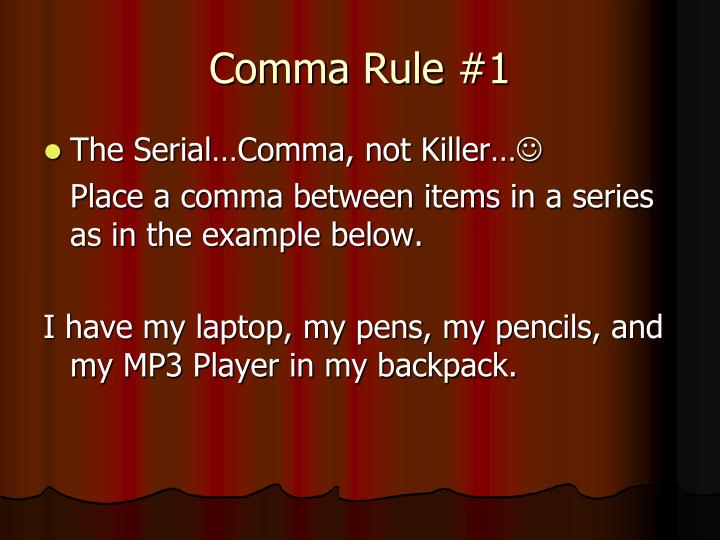 Comma Rule #1
● The Serial…Comma, not Killer…☺
Place a comma between items in a series
as in the example below.
I have my laptop, my pens, my pencils, and
my MP3 Player in my backpack.